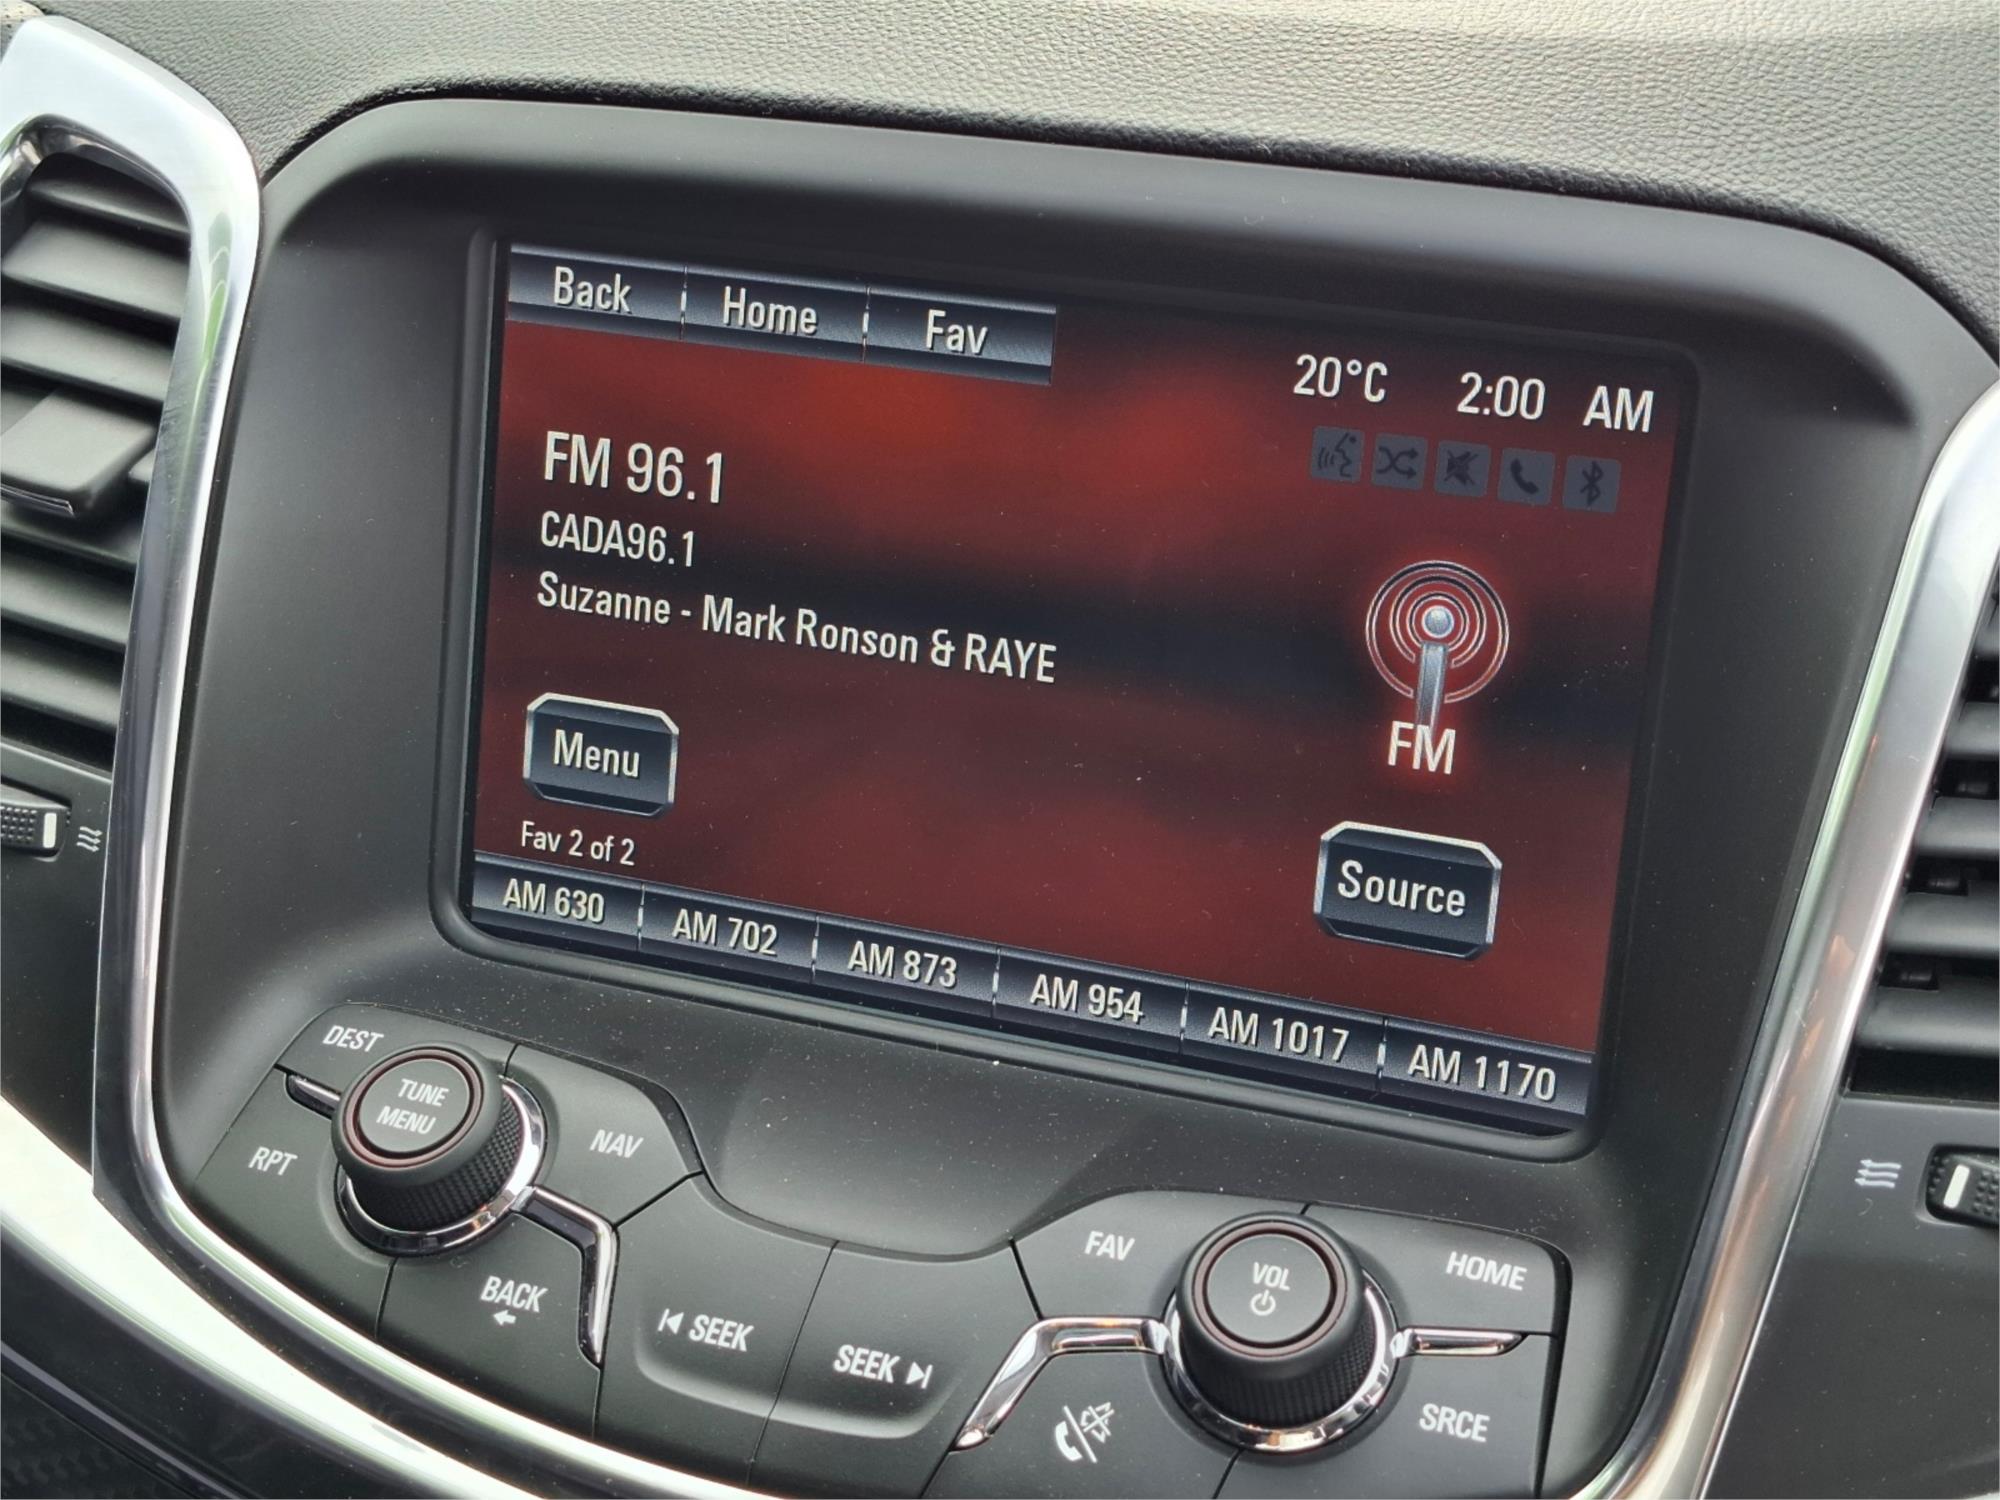 Back Home Fav
20°C 2:00 AM
FM 96.1
CADA96.1
Suzanne - Mark Ronson & RAYE
FM
Menu
Source
Fav 2 of 2
AM 630 AM 702 AM 873 AM 954 AM 1017 AM 1170
DEST
TUNE
MENU
RPT
NAV
BACK
SEEK
SEEK
FAV
VOL
HOME
SRCE